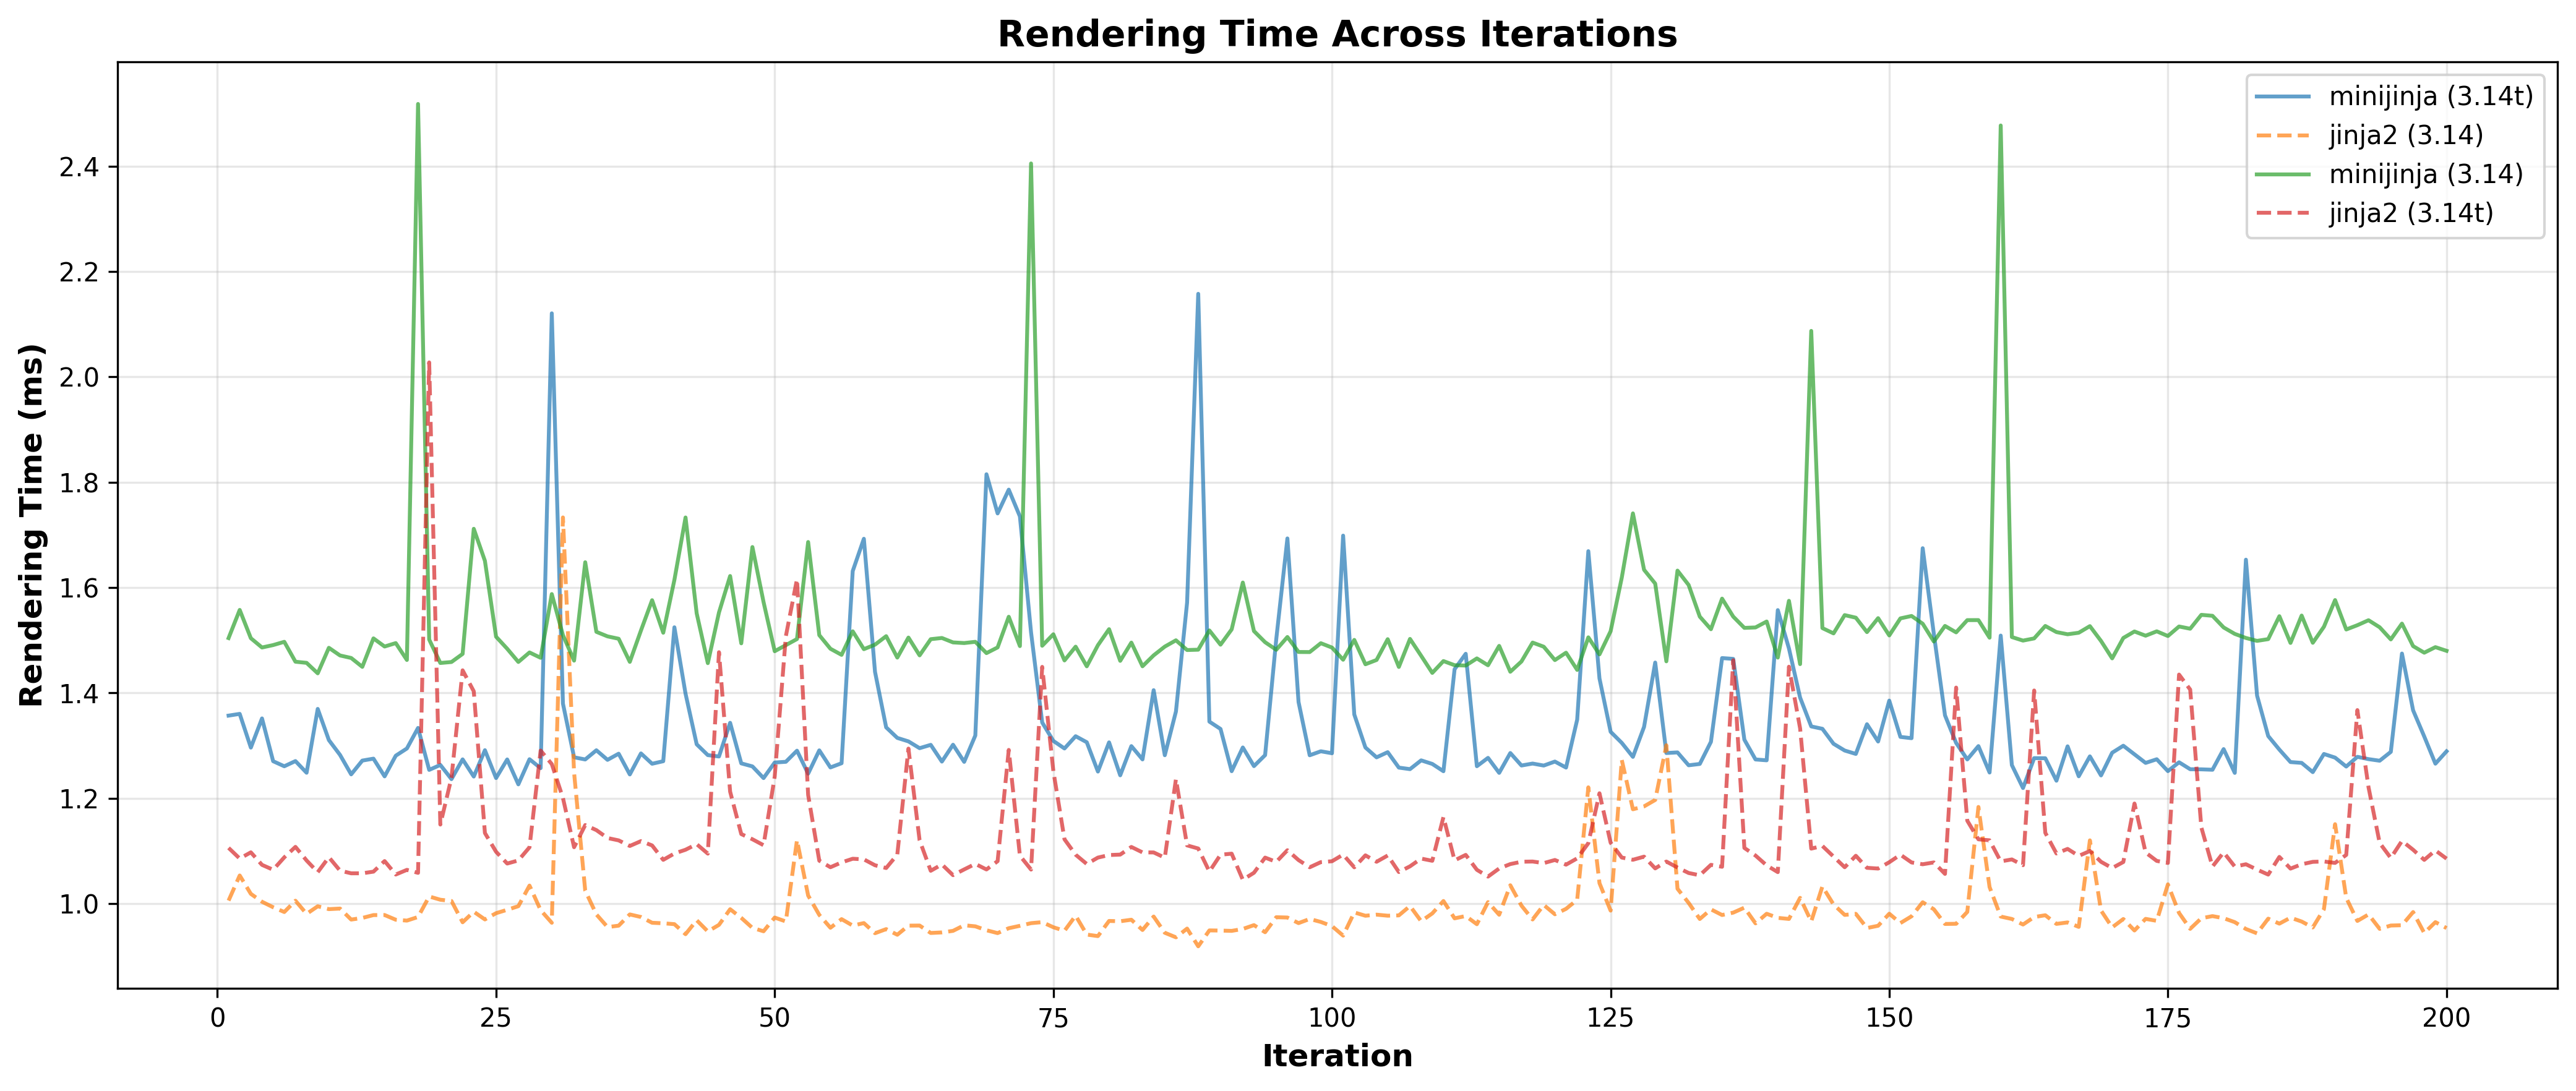 Rendering Time Across Iterations
minijinja (3.14t)
jinja2 (3.14)
minijinja (3.14)
jinja2 (3.14t)
Rendering Time (ms)
2.4
2.2
2.0
1.8
1.6
1.4
1.2
1.0
0 25 50 75 100 125 150 175 200
Iteration